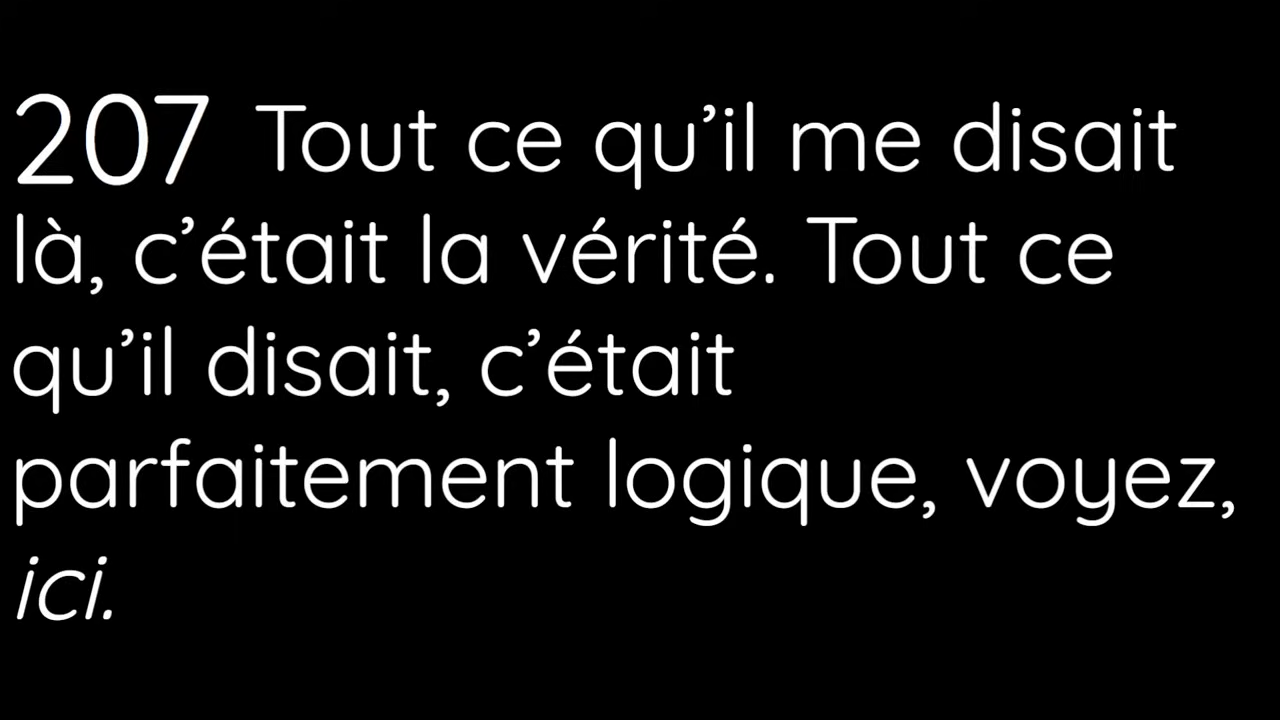 207 Tout ce qu’il me disait
là, c’était la vérité. Tout ce
qu’il disait, c’était
parfaitement logique, voyez,
ici.